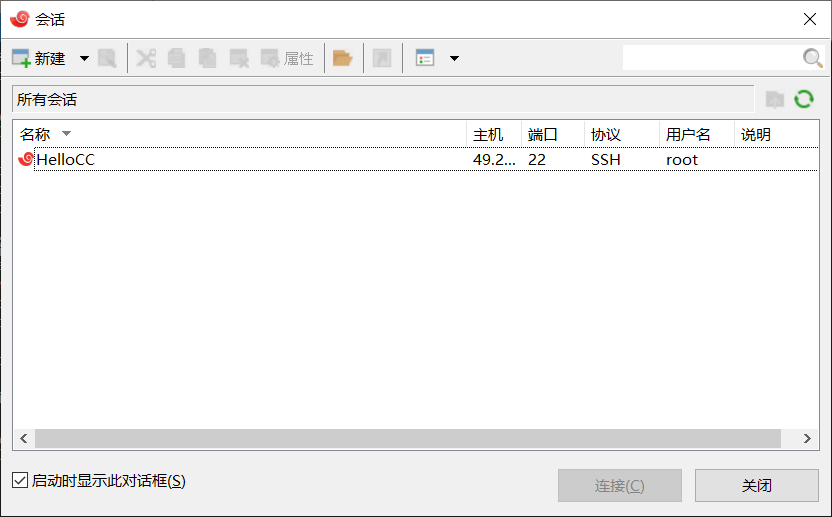 会话
新建 属性
所有会话
名称 主机 端口 协议 用户名 说明
HelloCC 49.2... 22 SSH root
启动时显示此对话框(S) 连接(C) 关闭